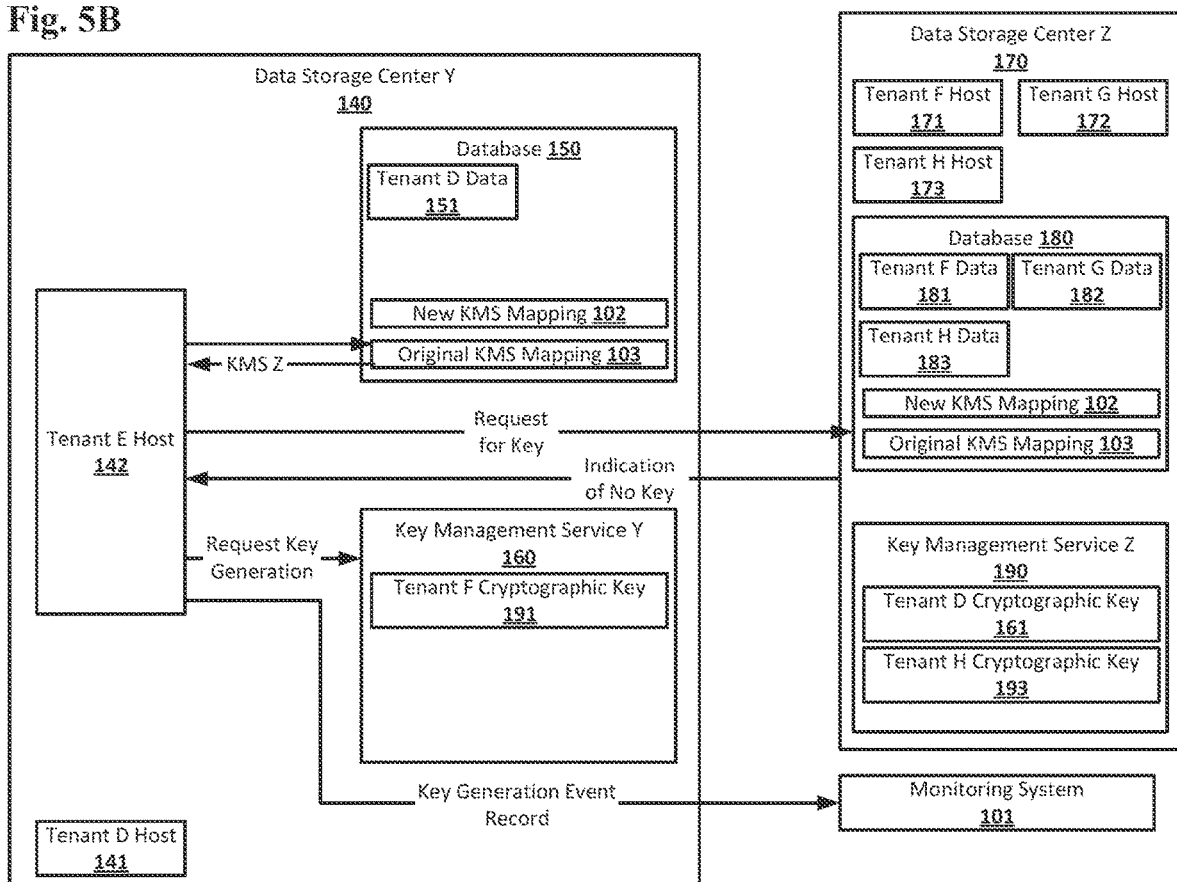 Fig. 5B
Data Storage Center Y
140
Database 150
Tenant D Data
151
New KMS Mapping 102
Original KMS Mapping 103
KMS Z
Tenant E Host
142
Request
for Key
Indication
of No Key
Request Key
Generation
Key Management Service Y
160
Tenant F Cryptographic Key
191
Key Generation Event
Record
Tenant D Host
141
Data Storage Center Z
170
Tenant F Host
171
Tenant G Host
172
Tenant H Host
173
Database 180
Tenant F Data
181
Tenant G Data
182
Tenant H Data
183
New KMS Mapping 102
Original KMS Mapping 103
Key Management Service Z
190
Tenant D Cryptographic Key
161
Tenant H Cryptographic Key
193
Monitoring System
101